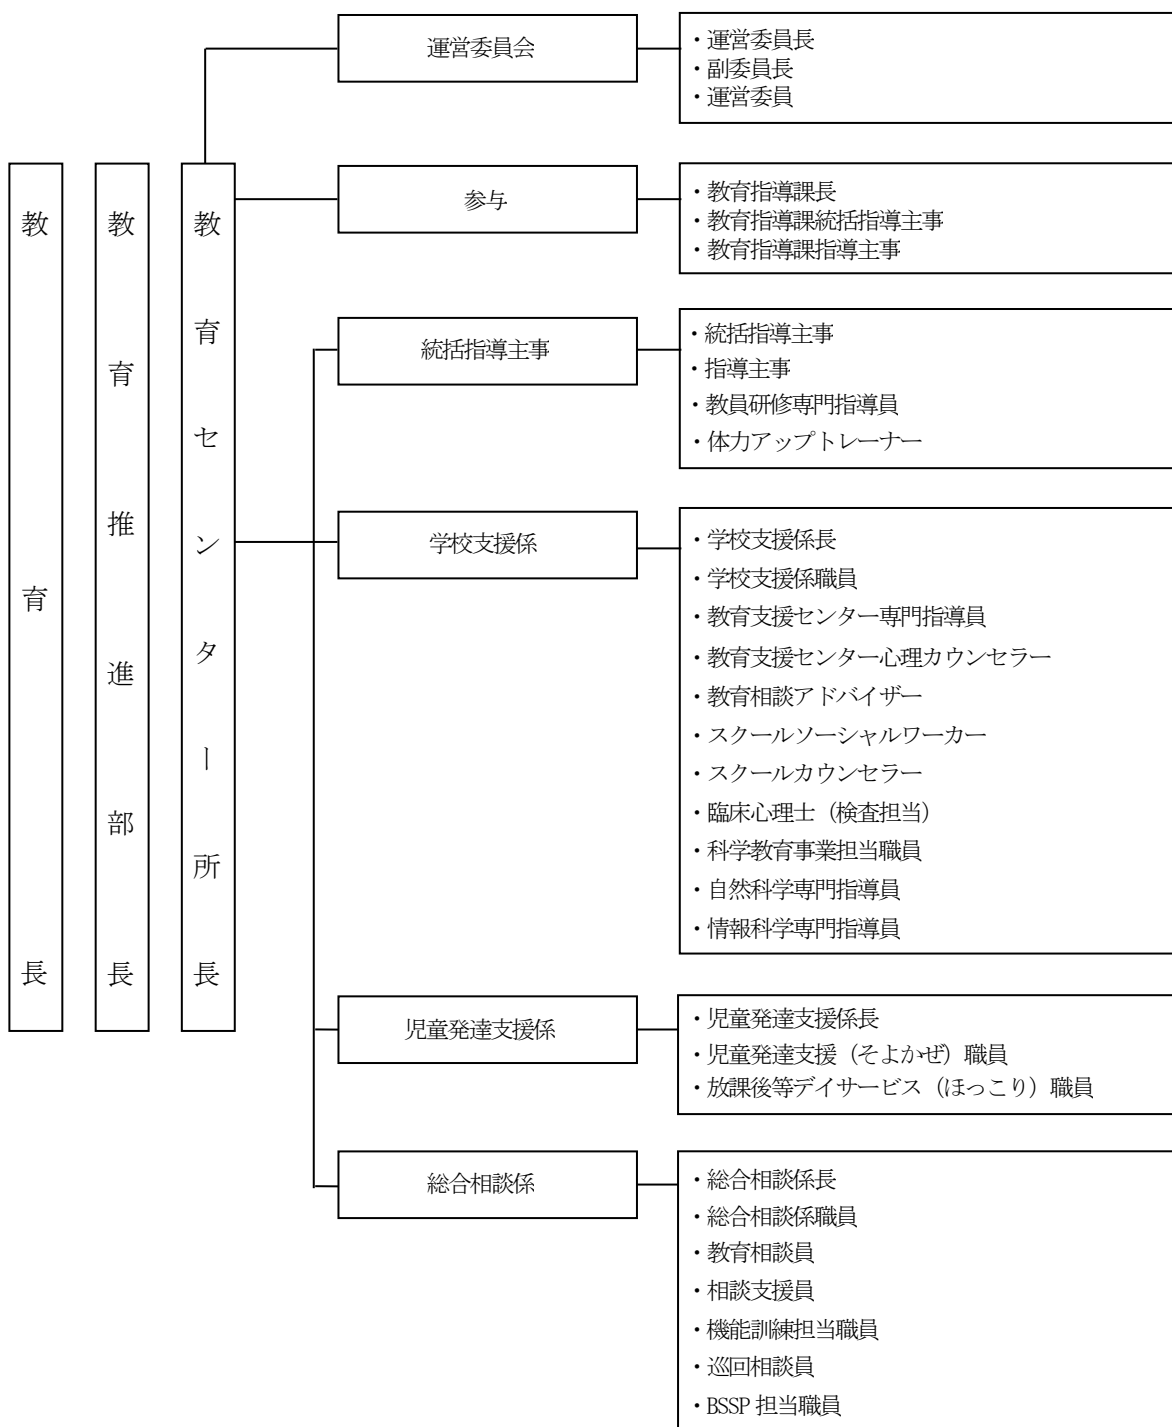 教育長
教育推進部長
教育センター所長
運営委員会
・運営委員長
・副委員長
・運営委員
参与
・教育指導課長
・教育指導課統括指導主事
・教育指導課指導主事
統括指導主事
・統括指導主事
・指導主事
・教員研修専門指導員
・体力アップトレーナー
学校支援係
・学校支援係長
・学校支援係職員
・教育支援センター専門指導員
・教育支援センター心理カウンセラー
・教育相談アドバイザー
・スクールソーシャルワーカー
・スクールカウンセラー
・臨床心理士（検査担当）
・科学教育事業担当職員
・自然科学専門指導員
・情報科学専門指導員
児童発達支援係
・児童発達支援係長
・児童発達支援（そよかぜ）職員
・放課後等デイサービス（ほっこり）職員
総合相談係
・総合相談係長
・総合相談係職員
・教育相談員
・相談支援員
・機能訓練担当職員
・巡回相談員
・BSSP 担当職員